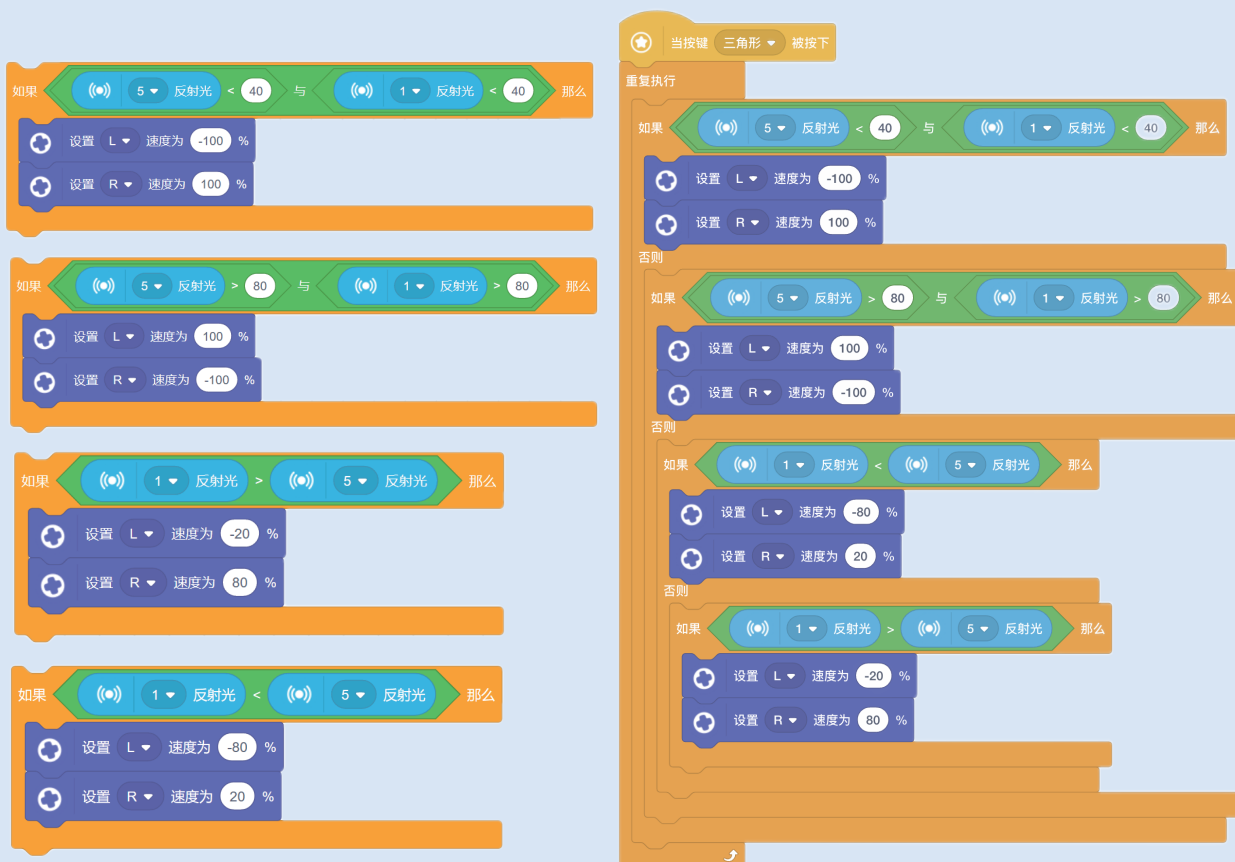 如果 5 反射光 < 40 与 1 反射光 < 40 那么
设置 L 速度为 -100 %
设置 R 速度为 100 %
如果 5 反射光 > 80 与 1 反射光 > 80 那么
设置 L 速度为 100 %
设置 R 速度为 -100 %
如果 1 反射光 > 5 反射光 那么
设置 L 速度为 -20 %
设置 R 速度为 80 %
如果 1 反射光 < 5 反射光 那么
设置 L 速度为 -80 %
设置 R 速度为 20 %
当按键 三角形 被按下
重复执行
如果 5 反射光 < 40 与 1 反射光 < 40 那么
设置 L 速度为 -100 %
设置 R 速度为 100 %
否则
如果 5 反射光 > 80 与 1 反射光 > 80 那么
设置 L 速度为 100 %
设置 R 速度为 -100 %
否则
如果 1 反射光 < 5 反射光 那么
设置 L 速度为 -80 %
设置 R 速度为 20 %
否则
如果 1 反射光 > 5 反射光 那么
设置 L 速度为 -20 %
设置 R 速度为 80 %